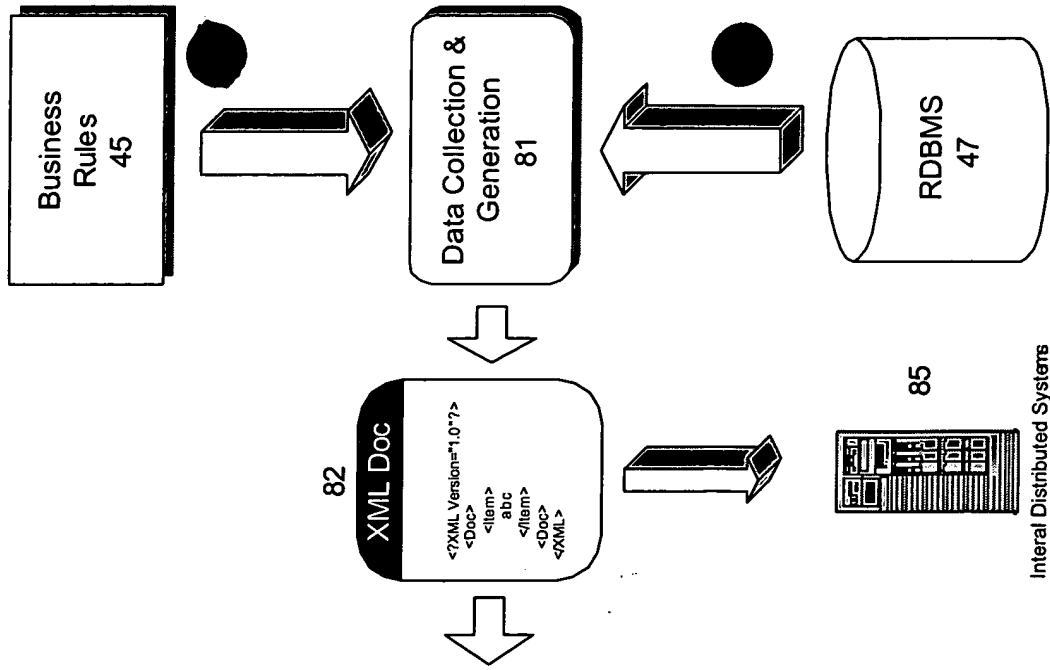 Business
Rules
45
Data Collection &
Generation
81
RDBMS
47
82
XML Doc
<?XML Version="1.0"?>
<Doc>
<Item>
abc
</Item>
<Doc>
</XML>
85
Interal Distributed Systems